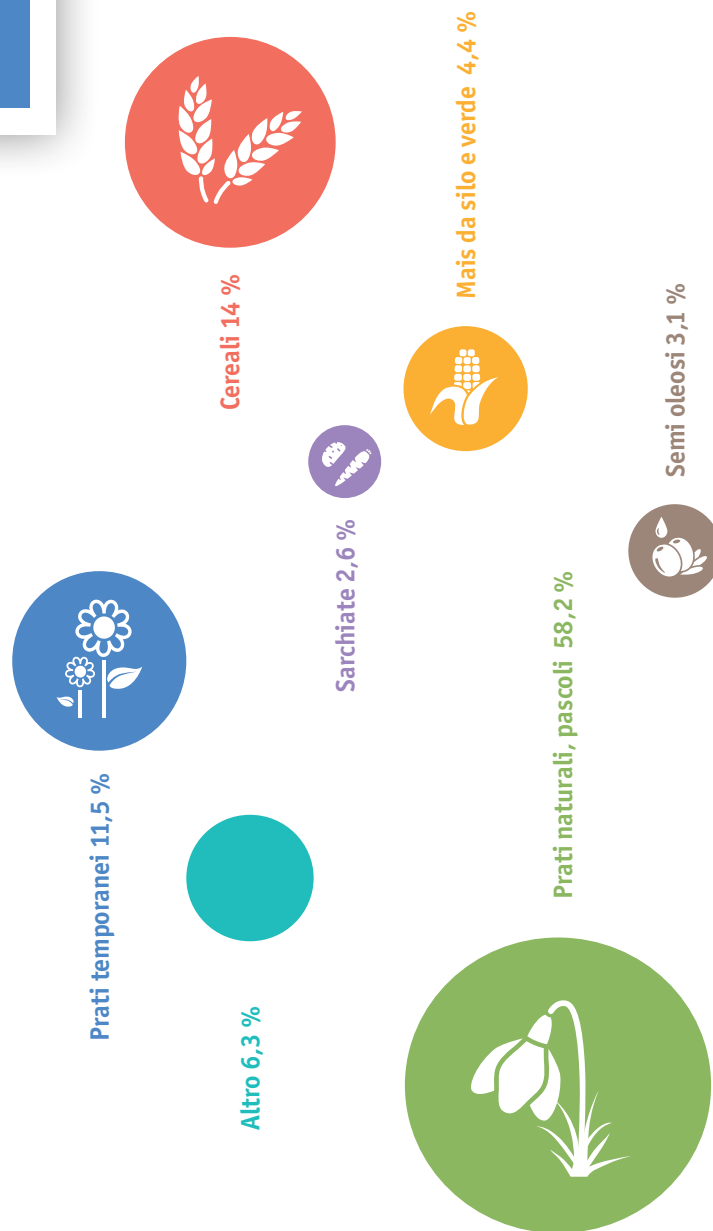 Prati temporanei 11,5 %
Altro 6,3 %
Cereali 14 %
Sarchiate 2,6 %
Mais da silo e verde 4,4 %
Prati naturali, pascoli 58,2 %
Semi oleosi 3,1 %